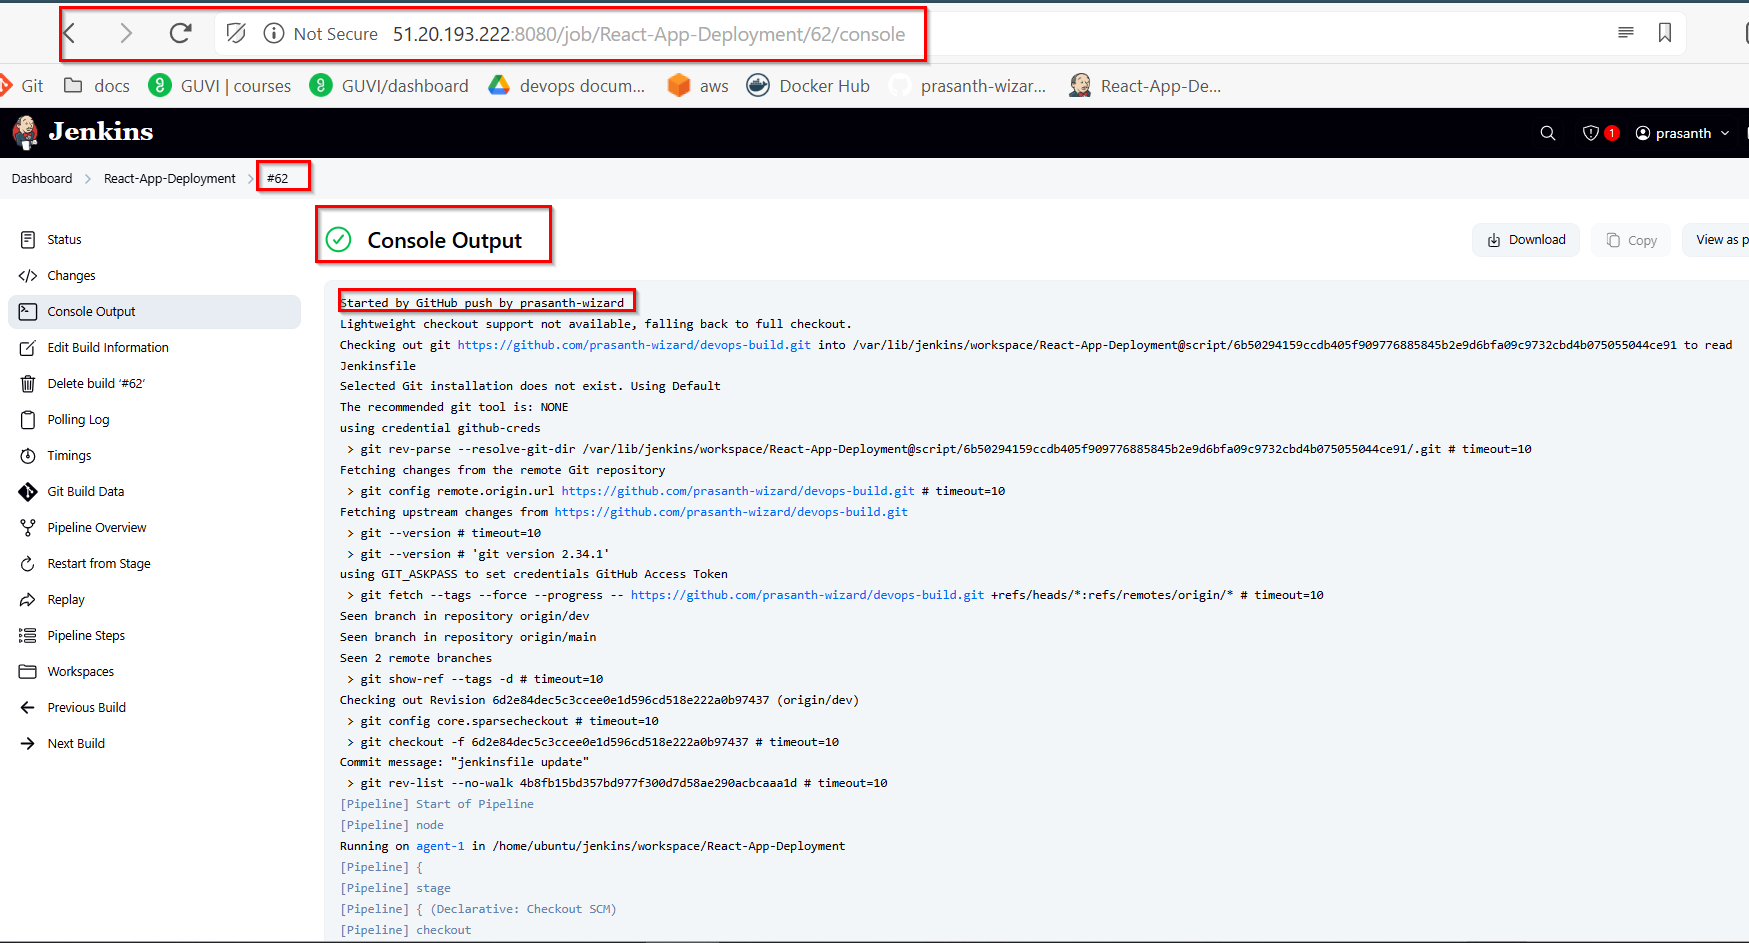 Not Secure 51.20.193.222:8080/job/React-App-Deployment/62/console
Git docs GUVI | courses GUVI/dashboard devops docum... aws Docker Hub prasanth-wizar... React-App-De...
Jenkins 1 prasanth
Dashboard React-App-Deployment #62
Status
Changes
Console Output
Edit Build Information
Delete build ‘#62’
Polling Log
Timings
Git Build Data
Pipeline Overview
Restart from Stage
Replay
Pipeline Steps
Workspaces
Previous Build
Next Build
Console Output
Download Copy View as p
Started by GitHub push by prasanth-wizard
Lightweight checkout support not available, falling back to full checkout.
Checking out git https://github.com/prasanth-wizard/devops-build.git into /var/lib/jenkins/workspace/React-App-Deployment@script/6b50294159ccdb405f909776885845b2e9d6bfa09c9732cbd4b075055044ce91 to read
Jenkinsfile
Selected Git installation does not exist. Using Default
The recommended git tool is: NONE
using credential github-creds
> git rev-parse --resolve-git-dir /var/lib/jenkins/workspace/React-App-Deployment@script/6b50294159ccdb405f909776885845b2e9d6bfa09c9732cbd4b075055044ce91/.git # timeout=10
Fetching changes from the remote Git repository
> git config remote.origin.url https://github.com/prasanth-wizard/devops-build.git # timeout=10
Fetching upstream changes from https://github.com/prasanth-wizard/devops-build.git
> git --version # timeout=10
> git --version # 'git version 2.34.1'
using GIT_ASKPASS to set credentials GitHub Access Token
> git fetch --tags --force --progress -- https://github.com/prasanth-wizard/devops-build.git +refs/heads/*:refs/remotes/origin/* # timeout=10
Seen branch in repository origin/dev
Seen branch in repository origin/main
Seen 2 remote branches
> git show-ref --tags -d # timeout=10
Checking out Revision 6d2e84dec5c3ccee0e1d596cd518e222a0b97437 (origin/dev)
> git config core.sparsecheckout # timeout=10
> git checkout -f 6d2e84dec5c3ccee0e1d596cd518e222a0b97437 # timeout=10
Commit message: "jenkinsfile update"
> git rev-list --no-walk 4b8fb15bd357bd977f300d7d58ae290acbcaaa1d # timeout=10
[Pipeline] Start of Pipeline
[Pipeline] node
Running on agent-1 in /home/ubuntu/jenkins/workspace/React-App-Deployment
[Pipeline] {
[Pipeline] stage
[Pipeline] { (Declarative: Checkout SCM)
[Pipeline] checkout